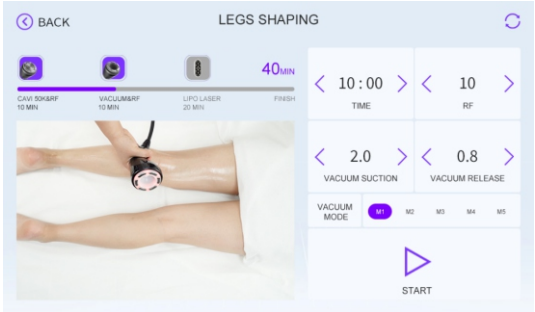 BACK
LEGS SHAPING
40MIN
CAVI 50K&RF
10 MIN
VACUUM&RF
10 MIN
LIPO LASER
20 MIN
FINISH
10:00
TIME
10
RF
2.0
VACUUM SUCTION
0.8
VACUUM RELEASE
VACUUM
MODE
M1 M2 M3 M4 M5
START